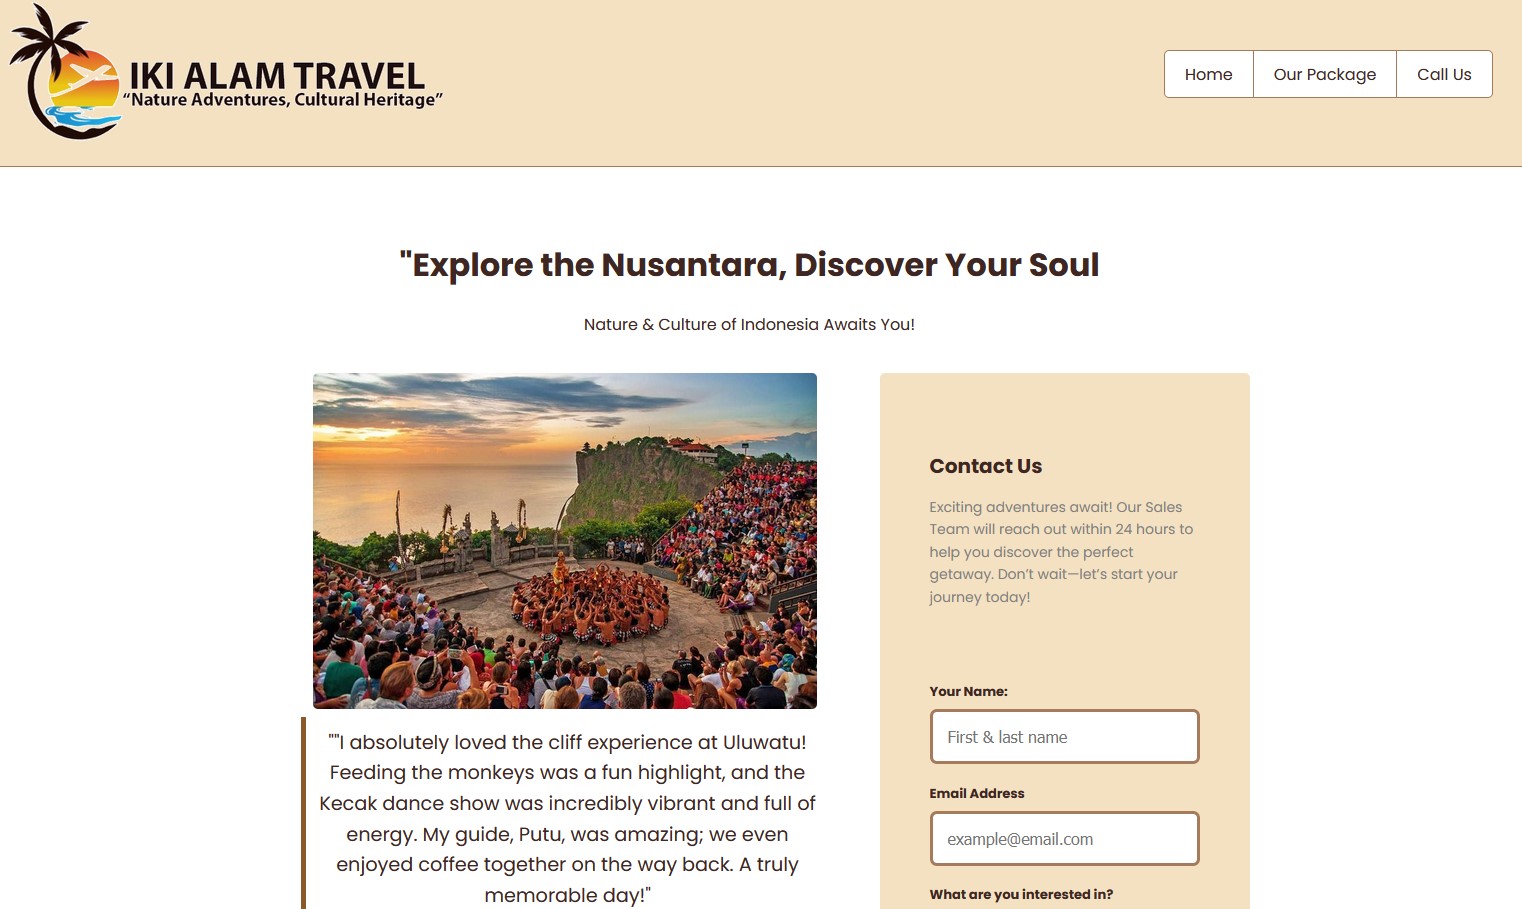 IKI ALAM TRAVEL
“Nature Adventures, Cultural Heritage”
Home
Our Package
Call Us
"Explore the Nusantara, Discover Your Soul
Nature & Culture of Indonesia Awaits You!
""I absolutely loved the cliff experience at Uluwatu!
Feeding the monkeys was a fun highlight, and the
Kecak dance show was incredibly vibrant and full of
energy. My guide, Putu, was amazing; we even
enjoyed coffee together on the way back. A truly
memorable day!"
Contact Us
Exciting adventures await! Our Sales
Team will reach out within 24 hours to
help you discover the perfect
getaway. Don’t wait—let’s start your
journey today!
Your Name:
First & last name
Email Address
example@email.com
What are you interested in?